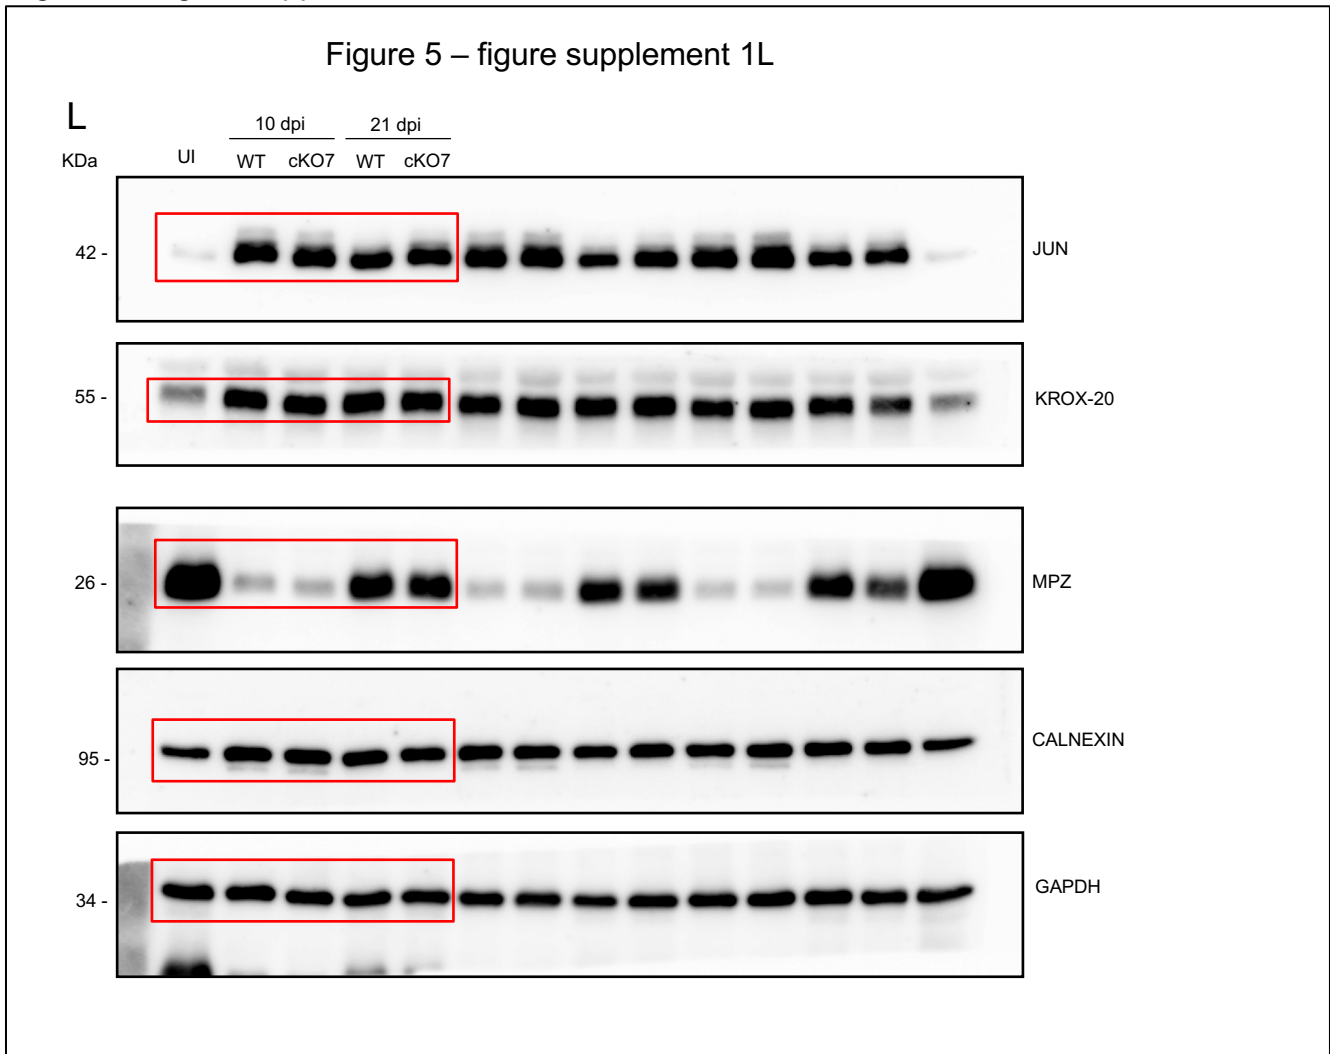 Figure 5 – figure supplement 1L
L
10 dpi 21 dpi
KDa UI WT cKO7 WT cKO7
42 - JUN
55 - KROX-20
26 - MPZ
95 - CALNEXIN
34 - GAPDH